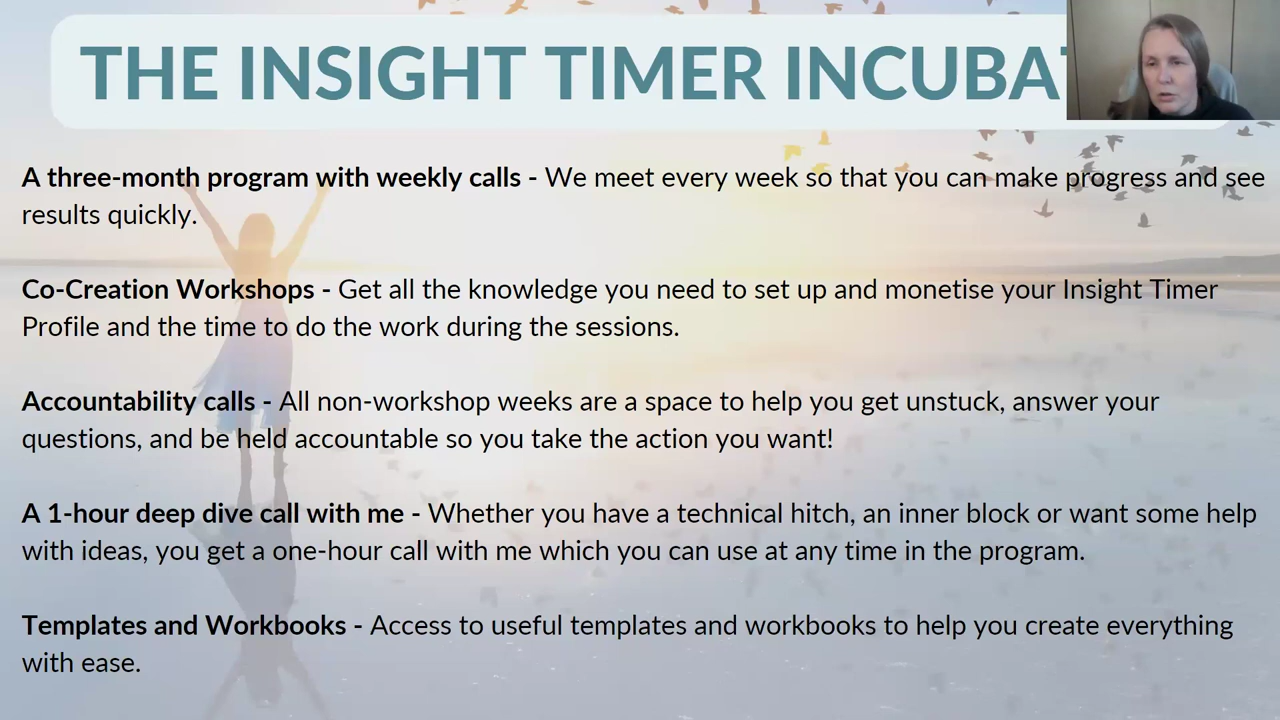 THE INSIGHT TIMER
A three-month program with weekly calls - We meet every week so that you can make progress and see
results quickly.
Co-Creation Workshops - Get all the knowledge you need to set up and monetise your Insight Timer
Profile and the time to do the work during the sessions.
Accountability calls - All non-workshop weeks are a space to help you get unstuck, answer your
questions, and be held accountable so you take the action you want!
A 1-hour deep dive call with me - Whether you have a technical hitch, an inner block or want some help
with ideas, you get a one-hour call with me which you can use at any time in the program.
Templates and Workbooks - Access to useful templates and workbooks to help you create everything
with ease.